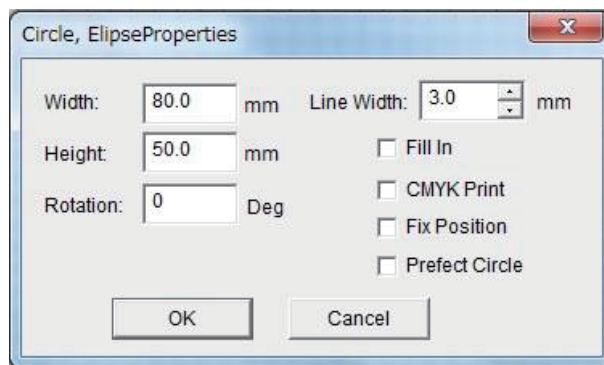 Circle, ElipseProperties
Width: 80.0 mm Line Width: 3.0 mm
Height: 50.0 mm Fill In
CMYK Print
Rotation: 0 Deg Fix Position
Prefect Circle
OK Cancel